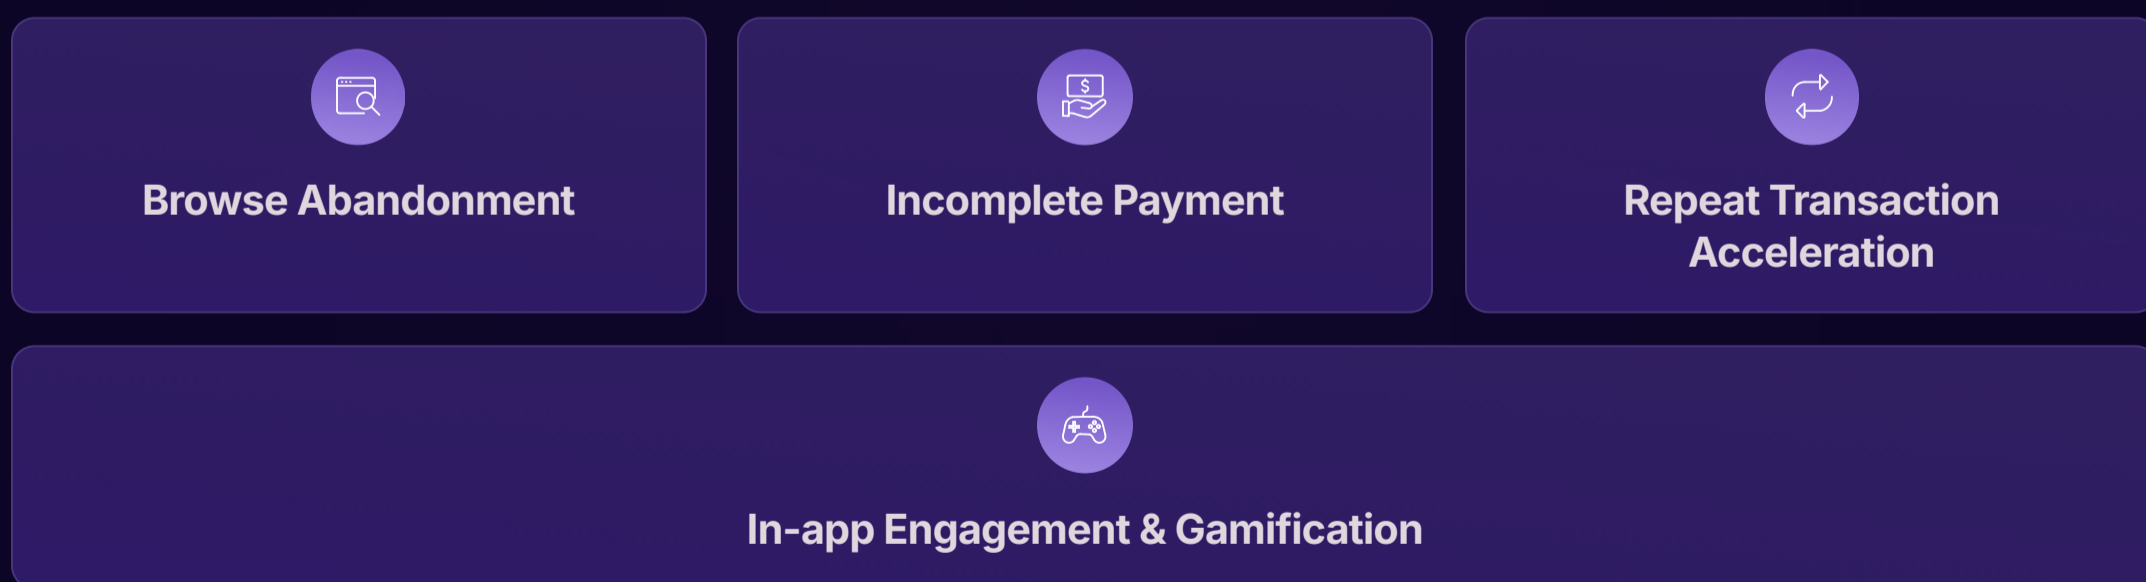 Browse Abandonment
Incomplete Payment
Repeat Transaction
Acceleration
In-app Engagement & Gamification